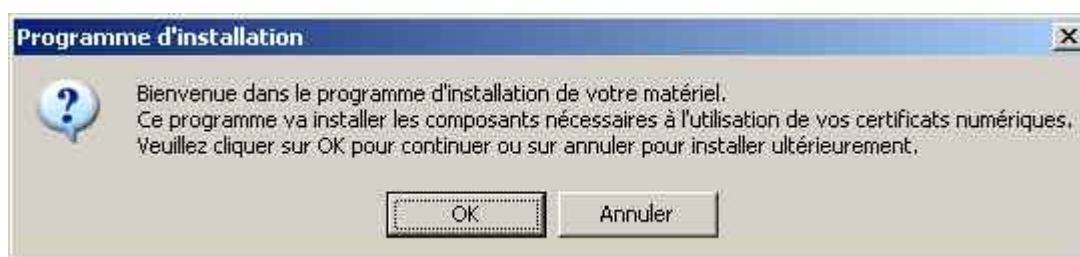 Programme d'installation
Bienvenue dans le programme d'installation de votre matériel.
Ce programme va installer les composants nécessaires à l'utilisation de vos certificats numériques.
Veuillez cliquer sur OK pour continuer ou sur annuler pour installer ultérieurement.
OK Annuler